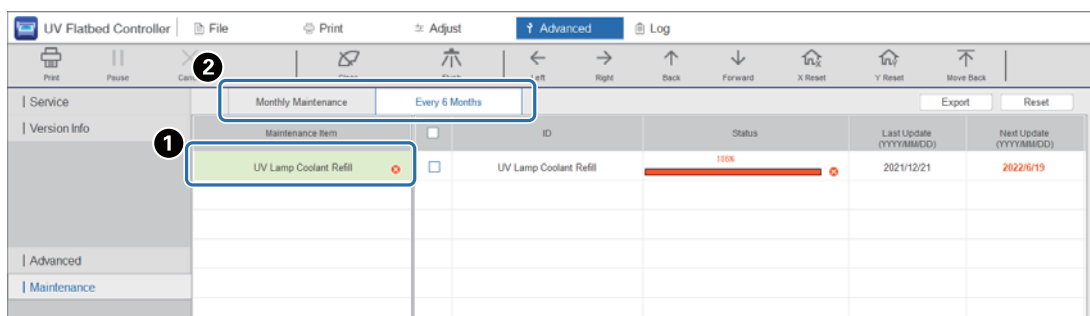 UV Flatbed Controller File Print Adjust Advanced Log
Print Pause Left Right Back Forward X Reset Y Reset Move Back
2
Service Monthly Maintenance Every 6 Months Export Reset
Version Info Maintenance Item ID Status Last Update Next Update
(YYYY/MM/DD) (YYYY/MM/DD)
1
UV Lamp Coolant Refill UV Lamp Coolant Refill 106% 2021/12/21 2022/6/19
Advanced
Maintenance